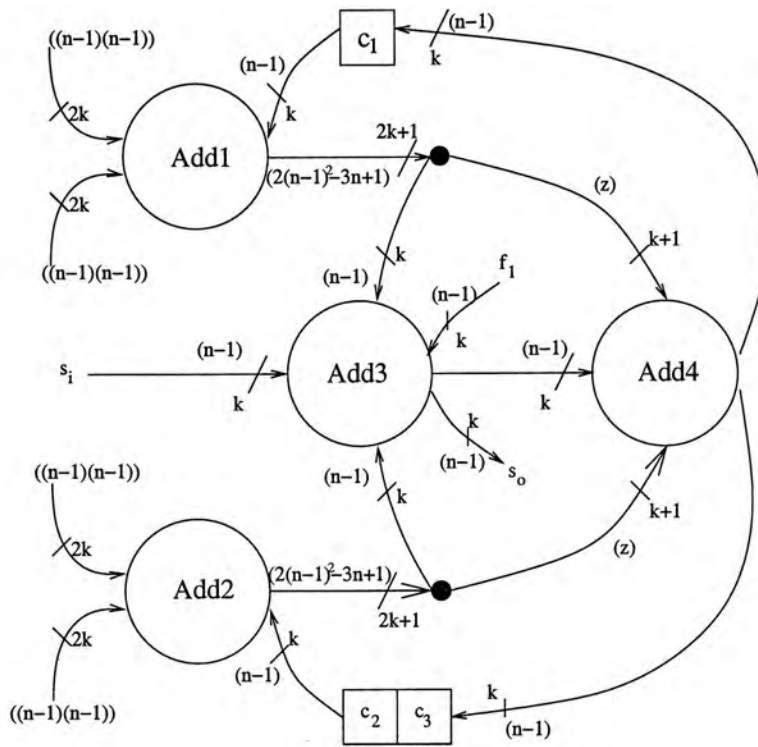 ((n−1)(n−1))
2k
2k
((n−1)(n−1))
Add1
c₁
(n−1)
k
(n−1)
k
2k+1
(2(n−1)²−3n+1)
(z)
k+1
k
(n−1)
f₁
(n−1)
k
sᵢ
(n−1)
k
Add3
(n−1)
k
Add4
k
(n−1)
sₒ
(n−1)
k
k+1
(z)
((n−1)(n−1))
2k
2k
((n−1)(n−1))
Add2
(2(n−1)²−3n+1)
2k+1
k
(n−1)
c₂
c₃
k
(n−1)